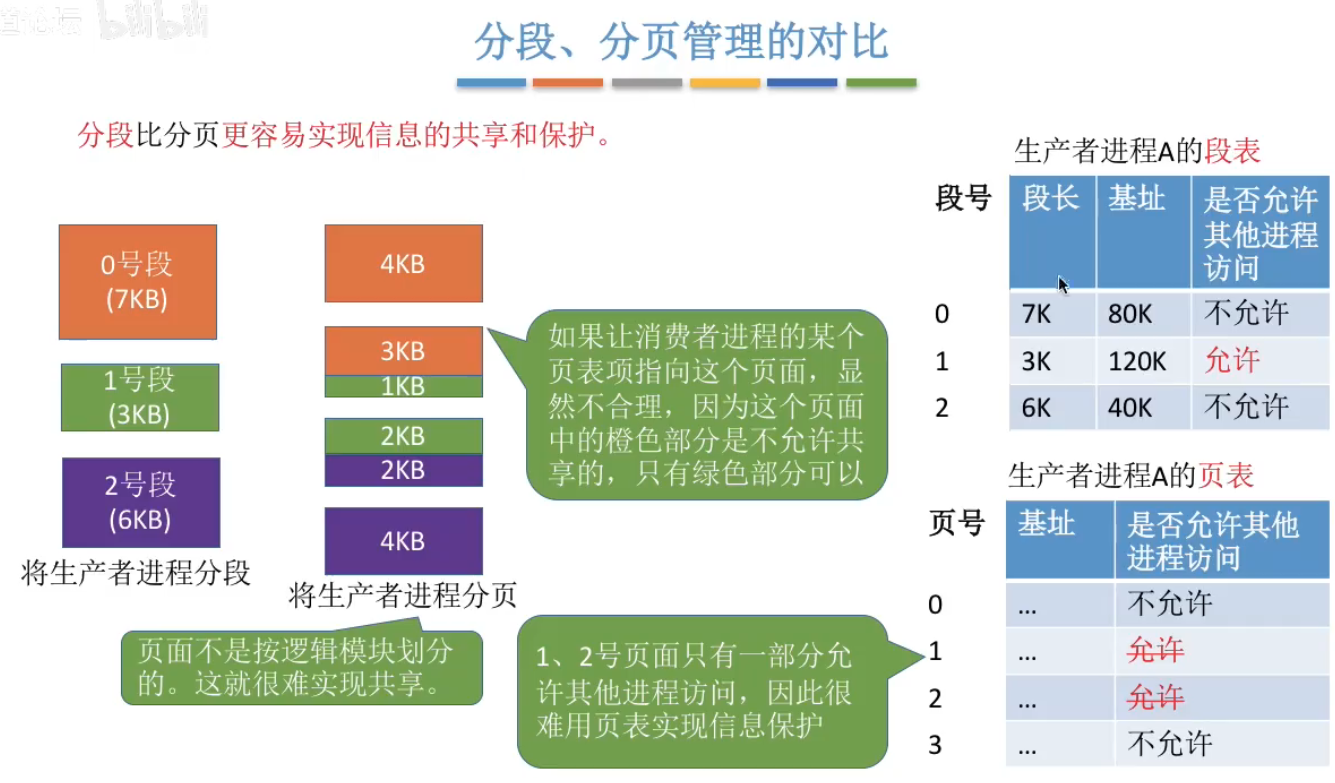 bilibili
分段、分页管理的对比
分段比分页更容易实现信息的共享和保护。
0号段
(7KB)
1号段
(3KB)
2号段
(6KB)
将生产者进程分段
4KB
3KB
1KB
2KB
2KB
4KB
将生产者进程分页
页面不是按逻辑模块划分
的。这就很难实现共享。
如果让消费者进程的某个
页表项指向这个页面，显
然不合理，因为这个页面
中的橙色部分是不允许共
享的，只有绿色部分可以
1、2号页面只有一部分允
许其他进程访问，因此很
难用页表实现信息保护
生产者进程A的段表
段号 段长 基址 是否允许
其他进程
访问
0 7K 80K 不允许
1 3K 120K 允许
2 6K 40K 不允许
生产者进程A的页表
页号 基址 是否允许其他
进程访问
0 ... 不允许
1 ... 允许
2 ... 允许
3 ... 不允许